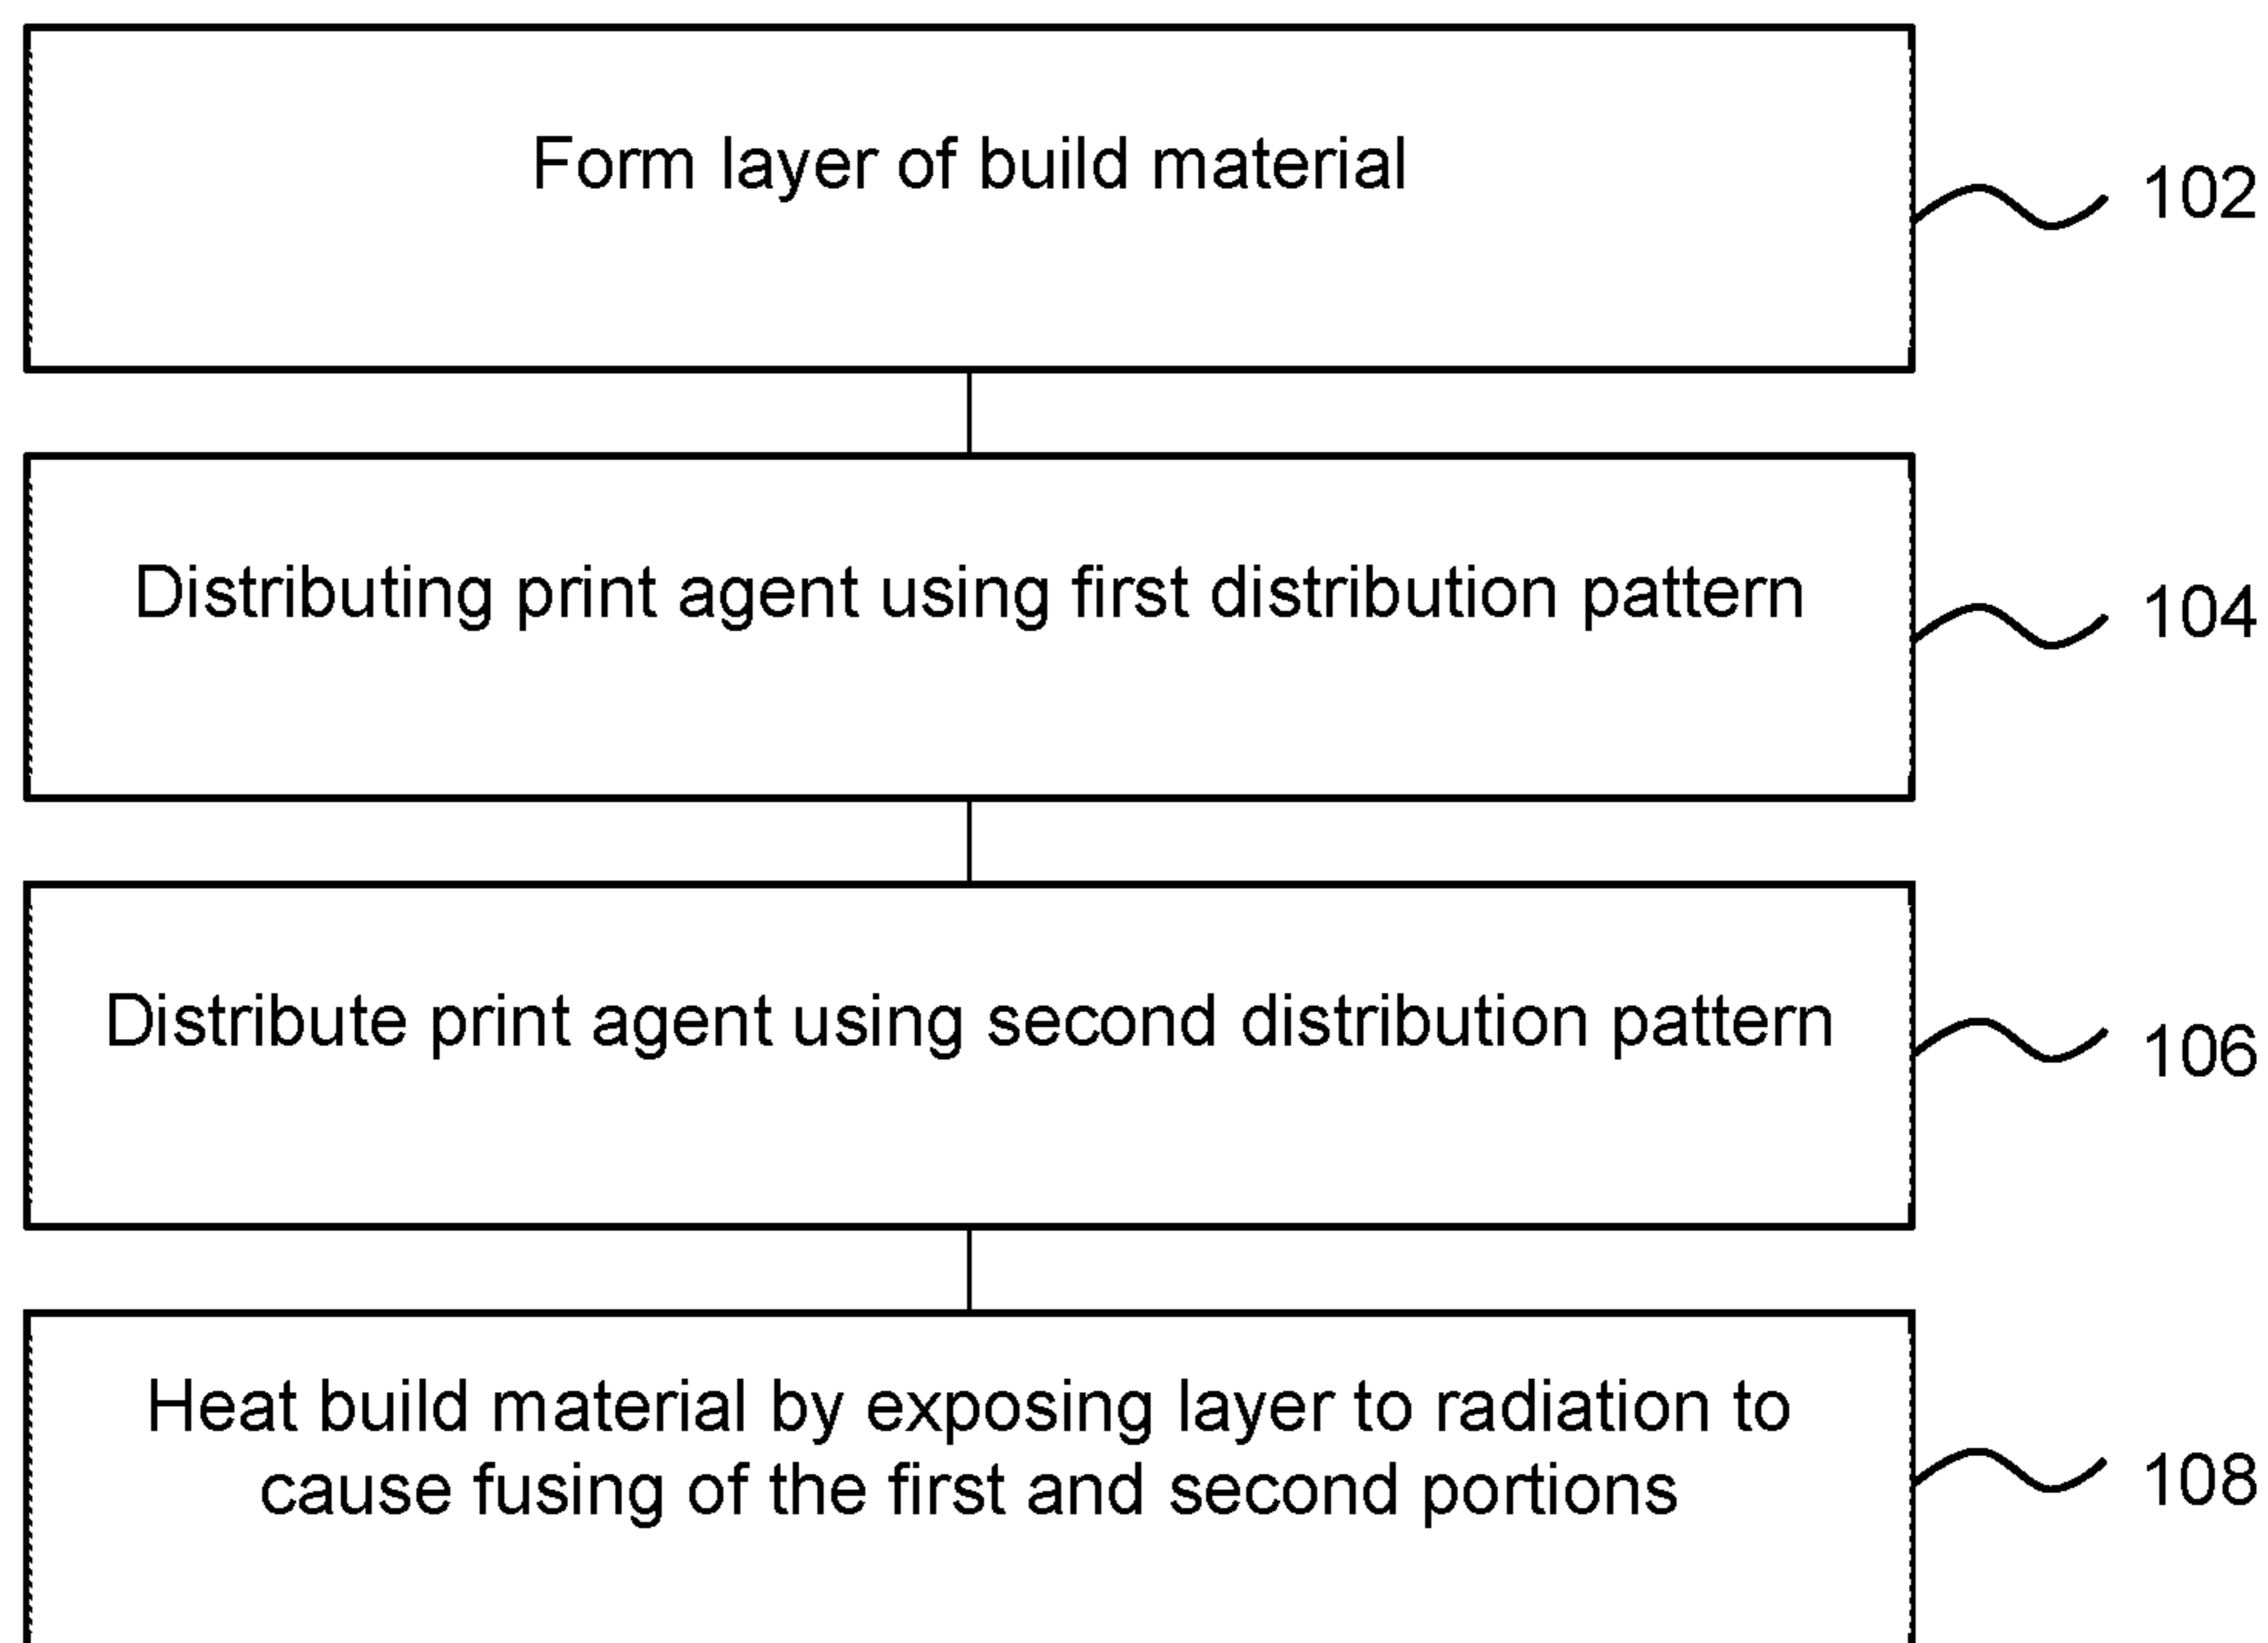 Form layer of build material
102
Distributing print agent using first distribution pattern
104
Distribute print agent using second distribution pattern
106
Heat build material by exposing layer to radiation to
cause fusing of the first and second portions
108